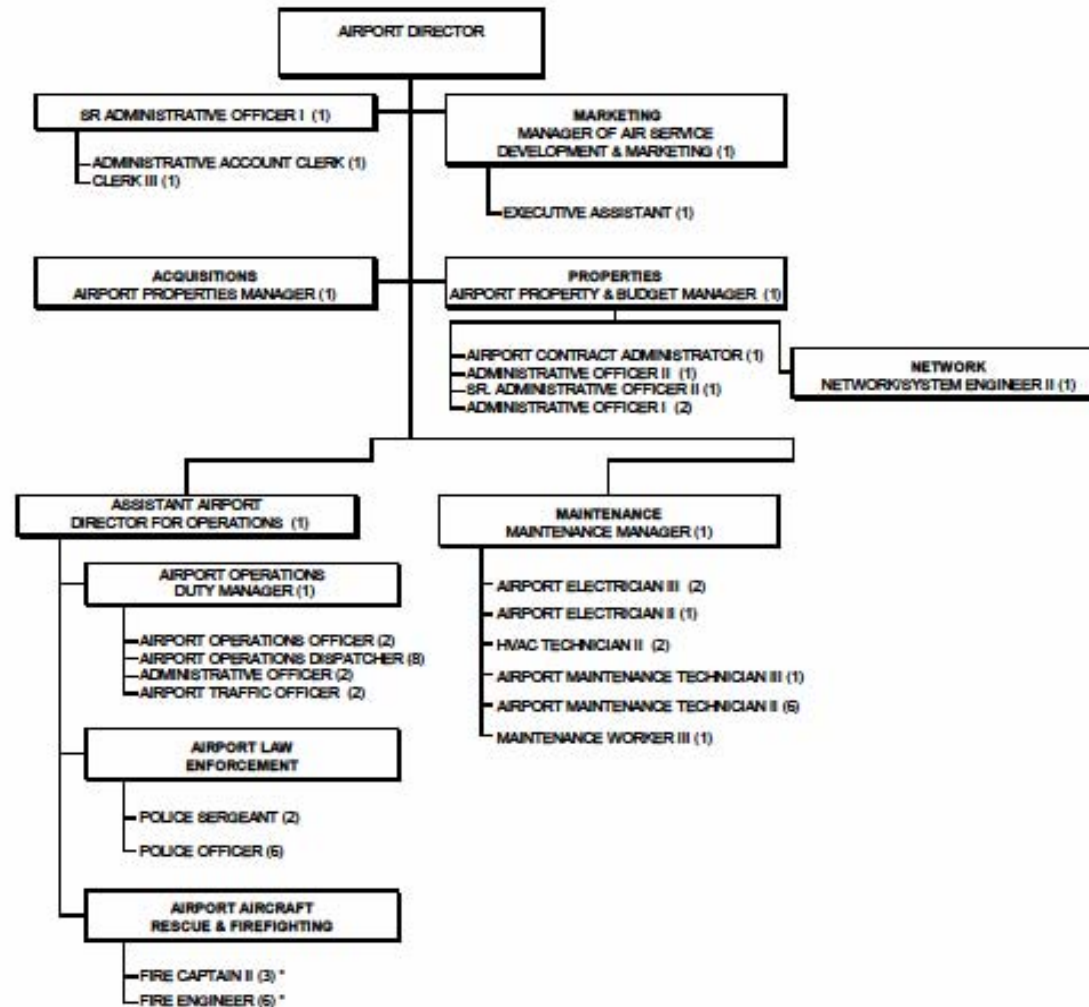 AIRPORT DIRECTOR
SR ADMINISTRATIVE OFFICER I (1)
ADMINISTRATIVE ACCOUNT CLERK (1)
CLERK III (1)
MARKETING
MANAGER OF AIR SERVICE
DEVELOPMENT & MARKETING (1)
EXECUTIVE ASSISTANT (1)
ACQUISITIONS
AIRPORT PROPERTIES MANAGER (1)
PROPERTIES
AIRPORT PROPERTY & BUDGET MANAGER (1)
AIRPORT CONTRACT ADMINISTRATOR (1)
ADMINISTRATIVE OFFICER II (1)
SR. ADMINISTRATIVE OFFICER II (1)
ADMINISTRATIVE OFFICER I (2)
NETWORK
NETWORK/SYSTEM ENGINEER II (1)
ASSISTANT AIRPORT
DIRECTOR FOR OPERATIONS (1)
AIRPORT OPERATIONS
DUTY MANAGER (1)
AIRPORT OPERATIONS OFFICER (2)
AIRPORT OPERATIONS DISPATCHER (8)
ADMINISTRATIVE OFFICER (2)
AIRPORT TRAFFIC OFFICER (2)
AIRPORT LAW
ENFORCEMENT
POLICE SERGEANT (2)
POLICE OFFICER (6)
AIRPORT AIRCRAFT
RESCUE & FIREFIGHTING
FIRE CAPTAIN II (3) *
FIRE ENGINEER (6) *
MAINTENANCE
MAINTENANCE MANAGER (1)
AIRPORT ELECTRICIAN III (2)
AIRPORT ELECTRICIAN II (1)
HVAC TECHNICIAN II (2)
AIRPORT MAINTENANCE TECHNICIAN III (1)
AIRPORT MAINTENANCE TECHNICIAN II (6)
MAINTENANCE WORKER III (1)